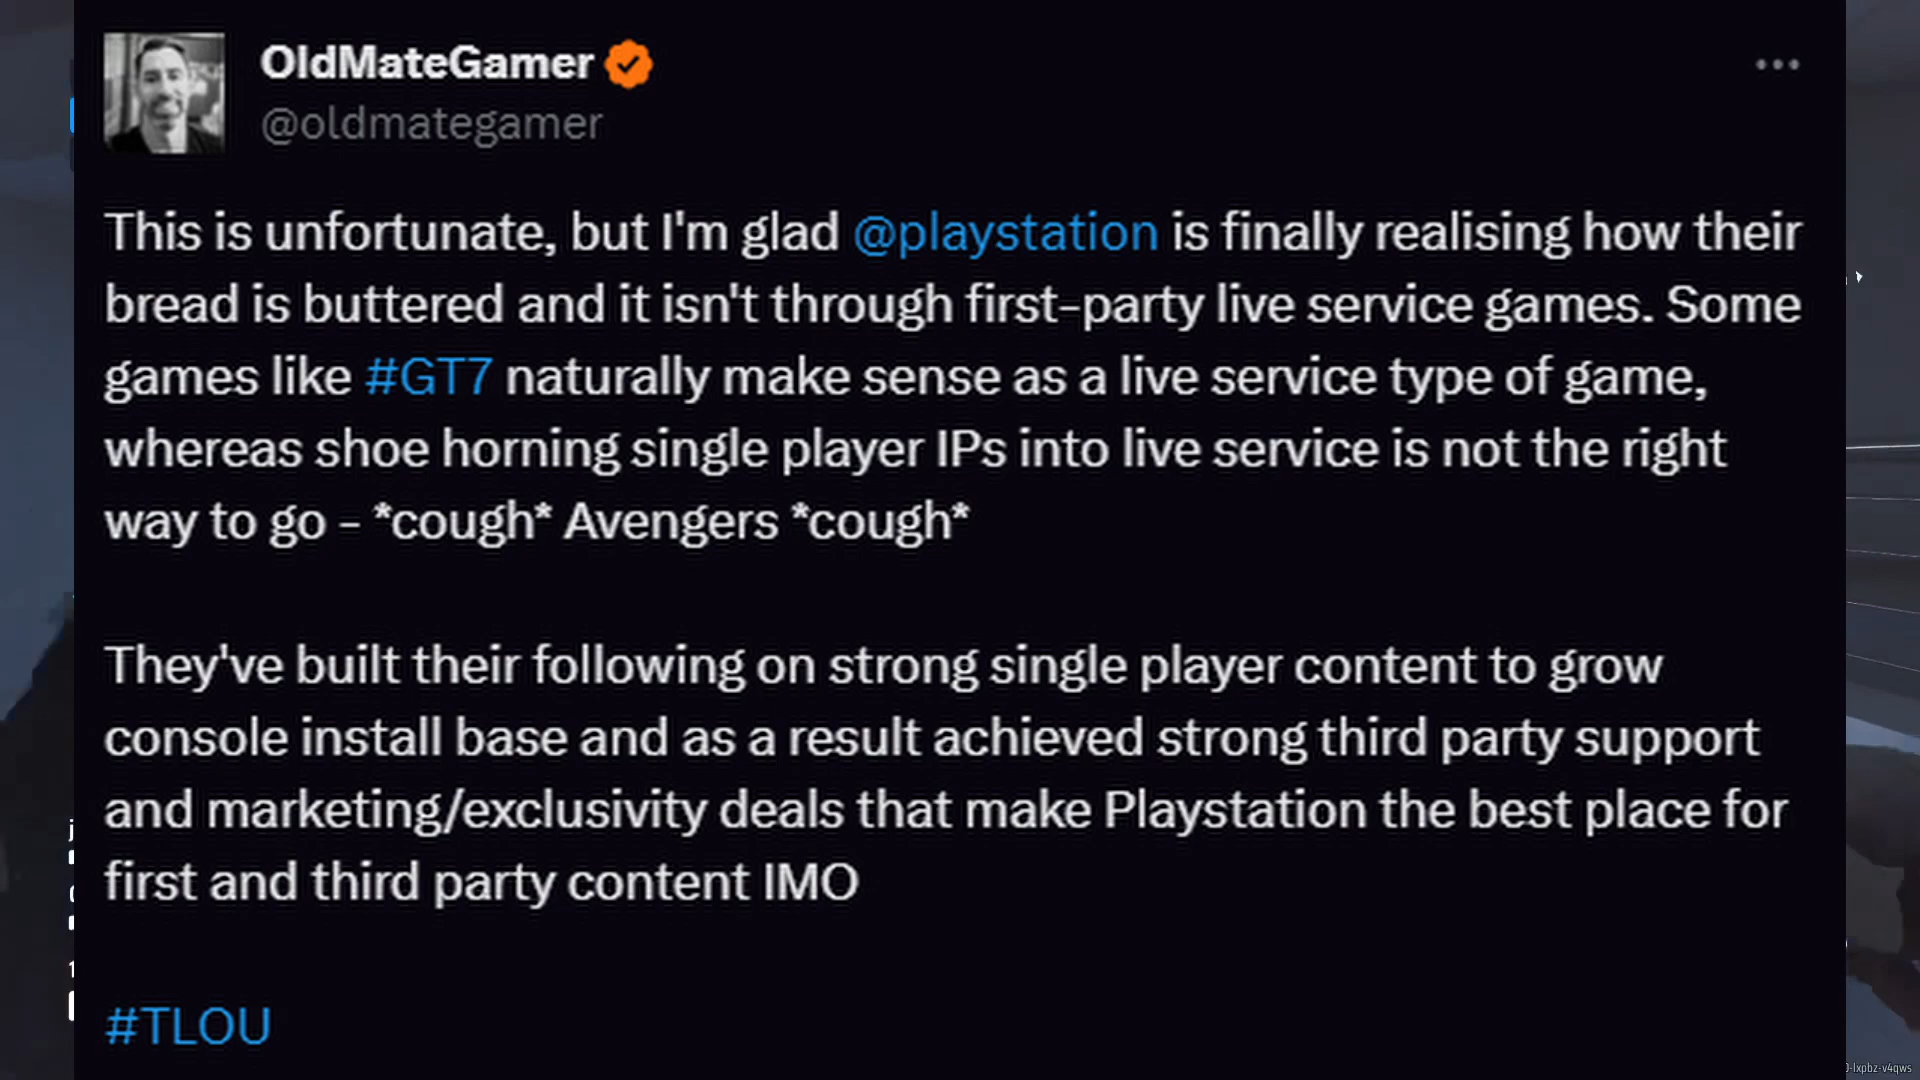 OldMateGamer
@oldmategamer
This is unfortunate, but I'm glad @playstation is finally realising how their
bread is buttered and it isn't through first-party live service games. Some
games like #GT7 naturally make sense as a live service type of game,
whereas shoe horning single player IPs into live service is not the right
way to go - *cough* Avengers *cough*
They've built their following on strong single player content to grow
console install base and as a result achieved strong third party support
and marketing/exclusivity deals that make Playstation the best place for
first and third party content IMO
#TLOU